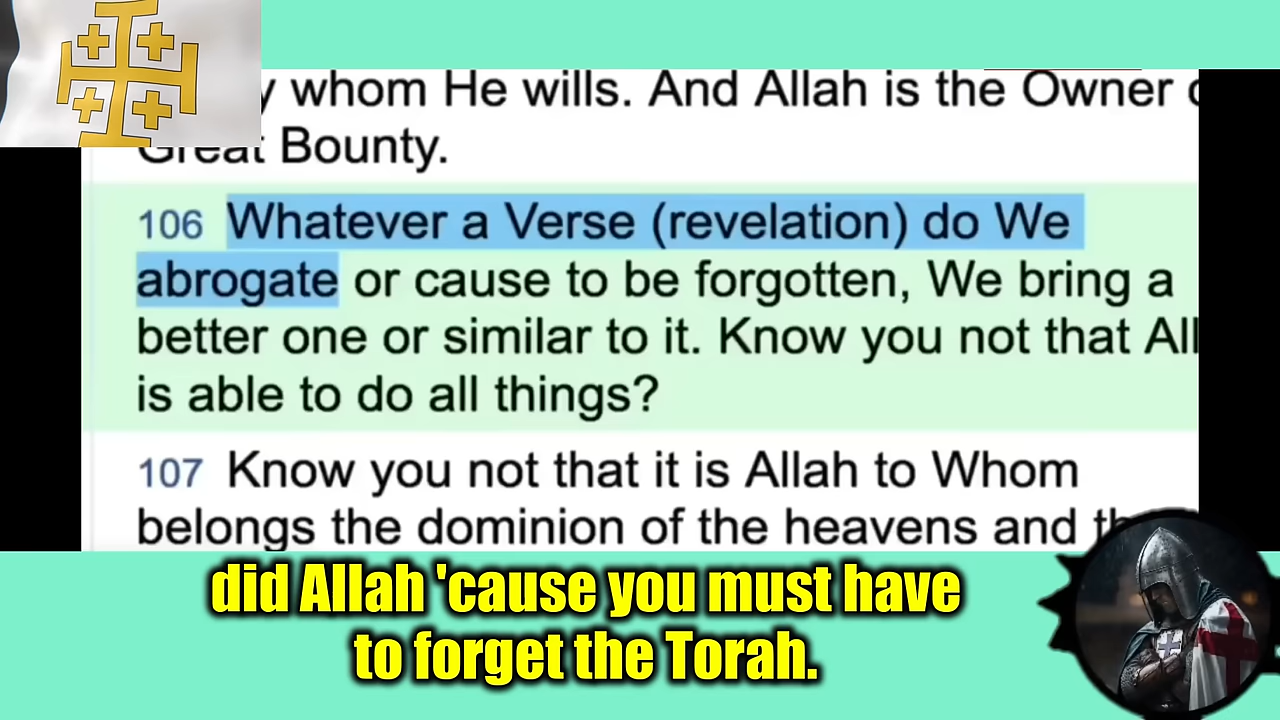 y whom He wills. And Allah is the Owner
Great Bounty.
106 Whatever a Verse (revelation) do We
abrogate or cause to be forgotten, We bring a
better one or similar to it. Know you not that All
is able to do all things?
107 Know you not that it is Allah to Whom
belongs the dominion of the heavens and th
did Allah 'cause you must have
to forget the Torah.